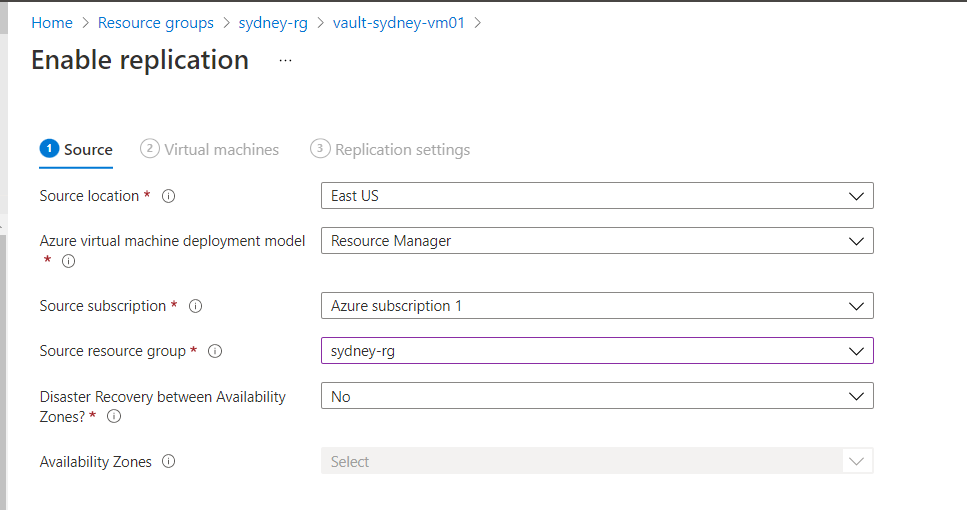 Home > Resource groups > sydney-rg > vault-sydney-vm01 >
Enable replication ...
1 Source 2 Virtual machines 3 Replication settings
Source location * East US
Azure virtual machine deployment model Resource Manager
*
Source subscription * Azure subscription 1
Source resource group * sydney-rg
Disaster Recovery between Availability No
Zones? *
Availability Zones Select